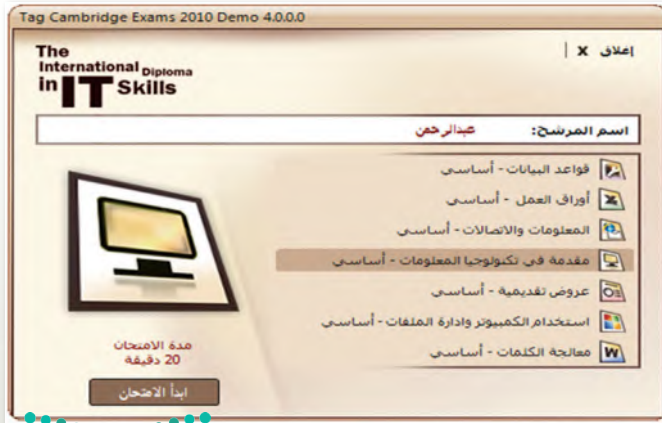 Tag Cambridge Exams 2010 Demo 4.0.0.0
The
International Diploma
in IT Skills
إغلاق X
اسم المرشح: عبدالرحمن
قواعد البيانات - أساسي
أوراق العمل - أساسي
المعلومات والاتصالات - أساسي
مقدمة في تكنولوجيا المعلومات - أساسي
عروض تقديمية - أساسي
استخدام الكمبيوتر وادارة الملفات - أساسي
معالجة الكلمات - أساسي
مدة الامتحان
20 دقيقة
ابدأ الامتحان